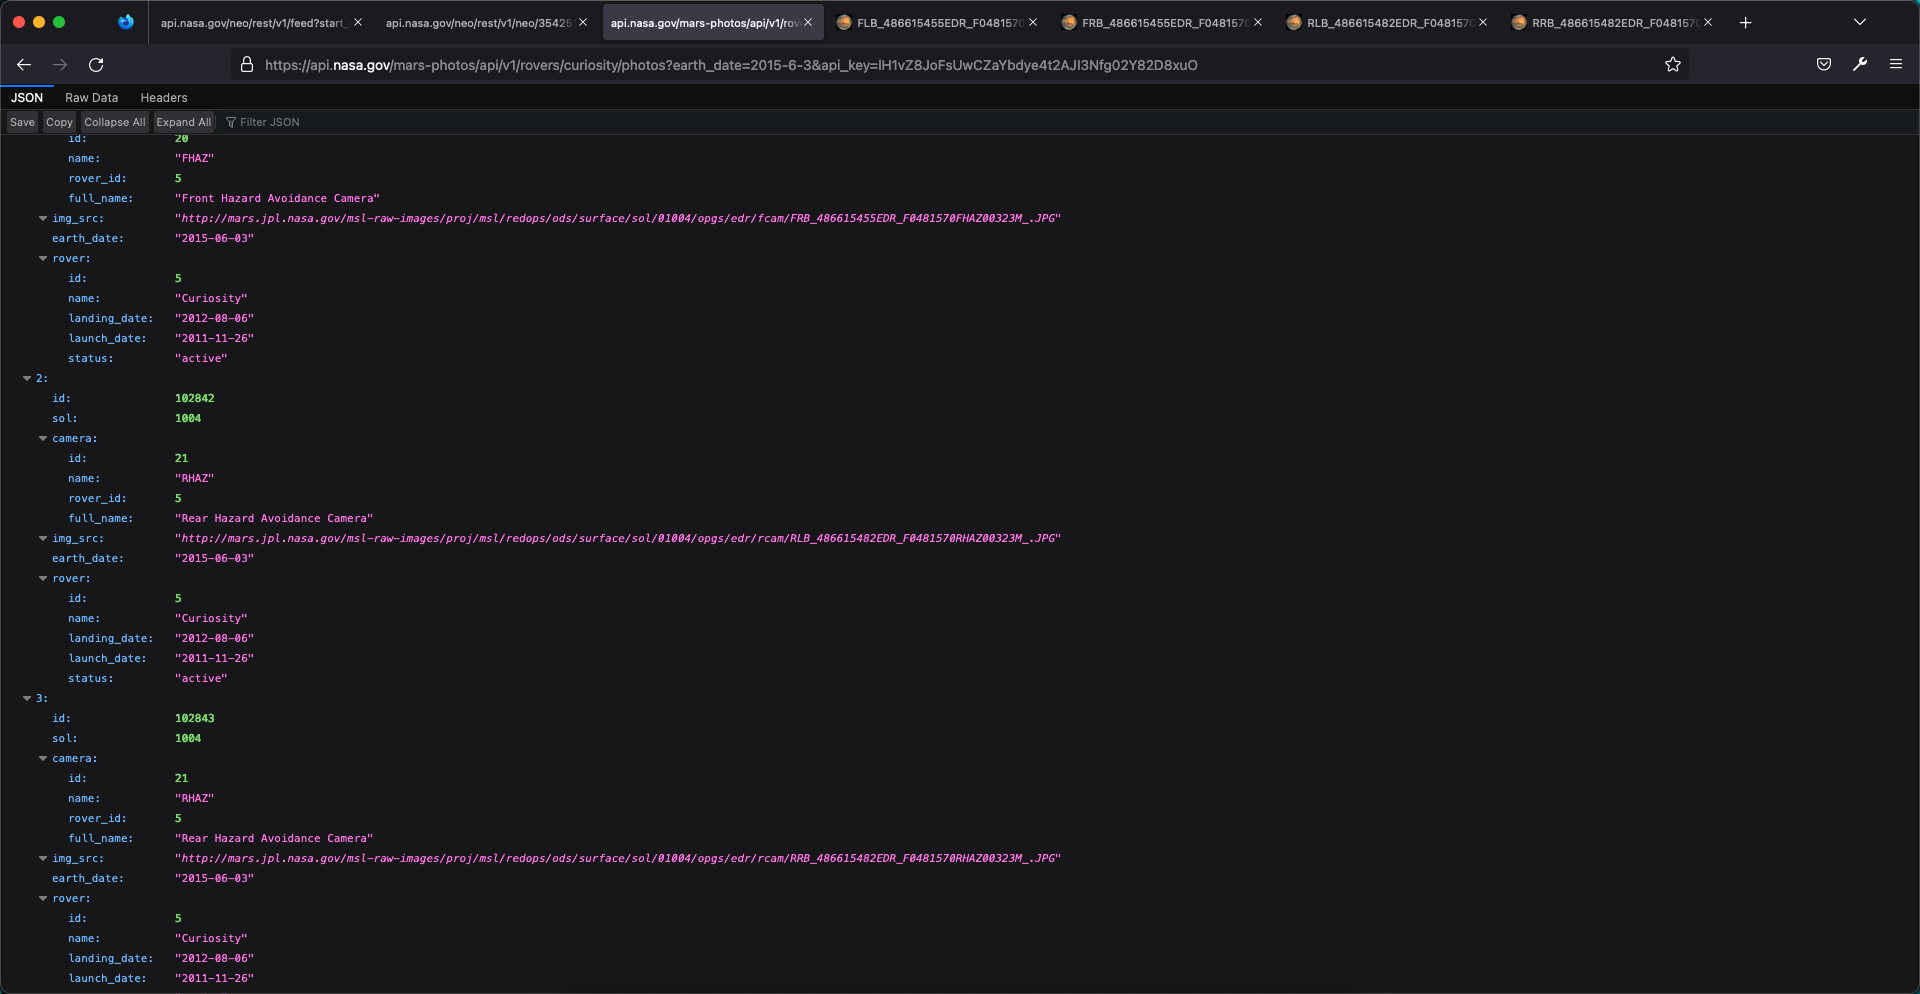 api.nasa.gov/neo/rest/v1/feed?start_
api.nasa.gov/neo/rest/v1/neo/35425
api.nasa.gov/mars-photos/api/v1/rov
FLB_486615455EDR_F0481570
FRB_486615455EDR_F0481570
RLB_486615482EDR_F0481570
RRB_486615482EDR_F0481570
https://api.nasa.gov/mars-photos/api/v1/rovers/curiosity/photos?earth_date=2015-6-3&api_key=IH1vZ8JoFsUwCZaYbdye4t2AJI3Nfg02Y82D8xuO
JSON Raw Data Headers
Save Copy Collapse All Expand All Filter JSON
id: 20
name: "FHAZ"
rover_id: 5
full_name: "Front Hazard Avoidance Camera"
img_src: "http://mars.jpl.nasa.gov/msl-raw-images/proj/msl/redops/ods/surface/sol/01004/opgs/edr/fcam/FRB_486615455EDR_F0481570FHAZ00323M_.JPG"
earth_date: "2015-06-03"
rover:
id: 5
name: "Curiosity"
landing_date: "2012-08-06"
launch_date: "2011-11-26"
status: "active"
2:
id: 102842
sol: 1004
camera:
id: 21
name: "RHAZ"
rover_id: 5
full_name: "Rear Hazard Avoidance Camera"
img_src: "http://mars.jpl.nasa.gov/msl-raw-images/proj/msl/redops/ods/surface/sol/01004/opgs/edr/rcam/RLB_486615482EDR_F0481570RHAZ00323M_.JPG"
earth_date: "2015-06-03"
rover:
id: 5
name: "Curiosity"
landing_date: "2012-08-06"
launch_date: "2011-11-26"
status: "active"
3:
id: 102843
sol: 1004
camera:
id: 21
name: "RHAZ"
rover_id: 5
full_name: "Rear Hazard Avoidance Camera"
img_src: "http://mars.jpl.nasa.gov/msl-raw-images/proj/msl/redops/ods/surface/sol/01004/opgs/edr/rcam/RRB_486615482EDR_F0481570RHAZ00323M_.JPG"
earth_date: "2015-06-03"
rover:
id: 5
name: "Curiosity"
landing_date: "2012-08-06"
launch_date: "2011-11-26"